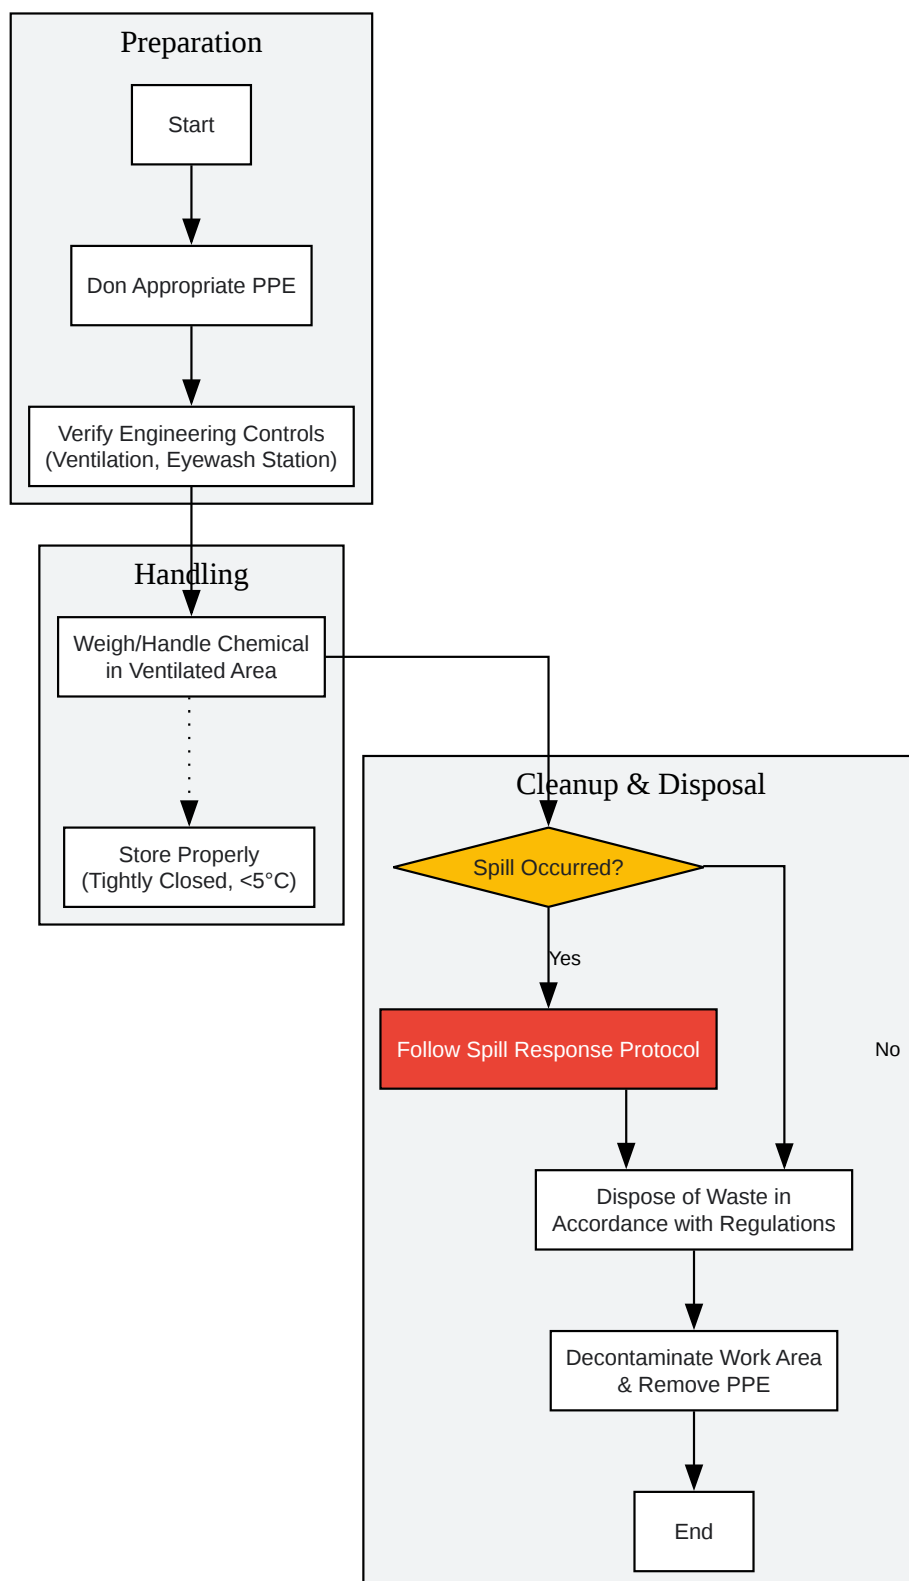 Preparation
Start
Don Appropriate PPE
Verify Engineering Controls
(Ventilation, Eyewash Station)
Handling
Weigh/Handle Chemical
in Ventilated Area
Store Properly
(Tightly Closed, <5°C)
Cleanup & Disposal
Spill Occurred?
Yes
Follow Spill Response Protocol
No
Dispose of Waste in
Accordance with Regulations
Decontaminate Work Area
& Remove PPE
End